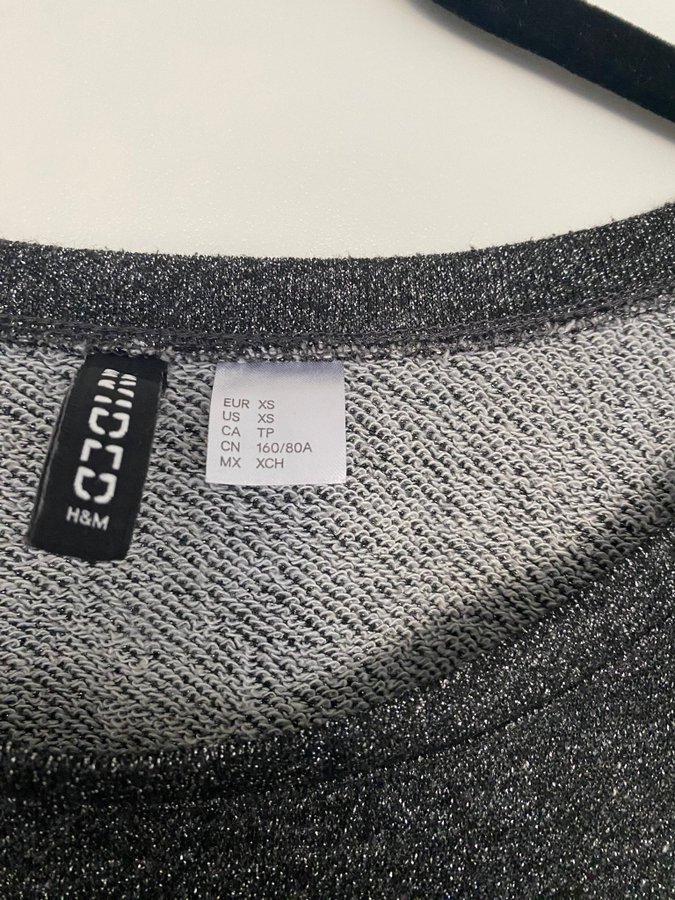 H&M
EUR XS
US XS
CA TP
CN 160/80A
MX XCH